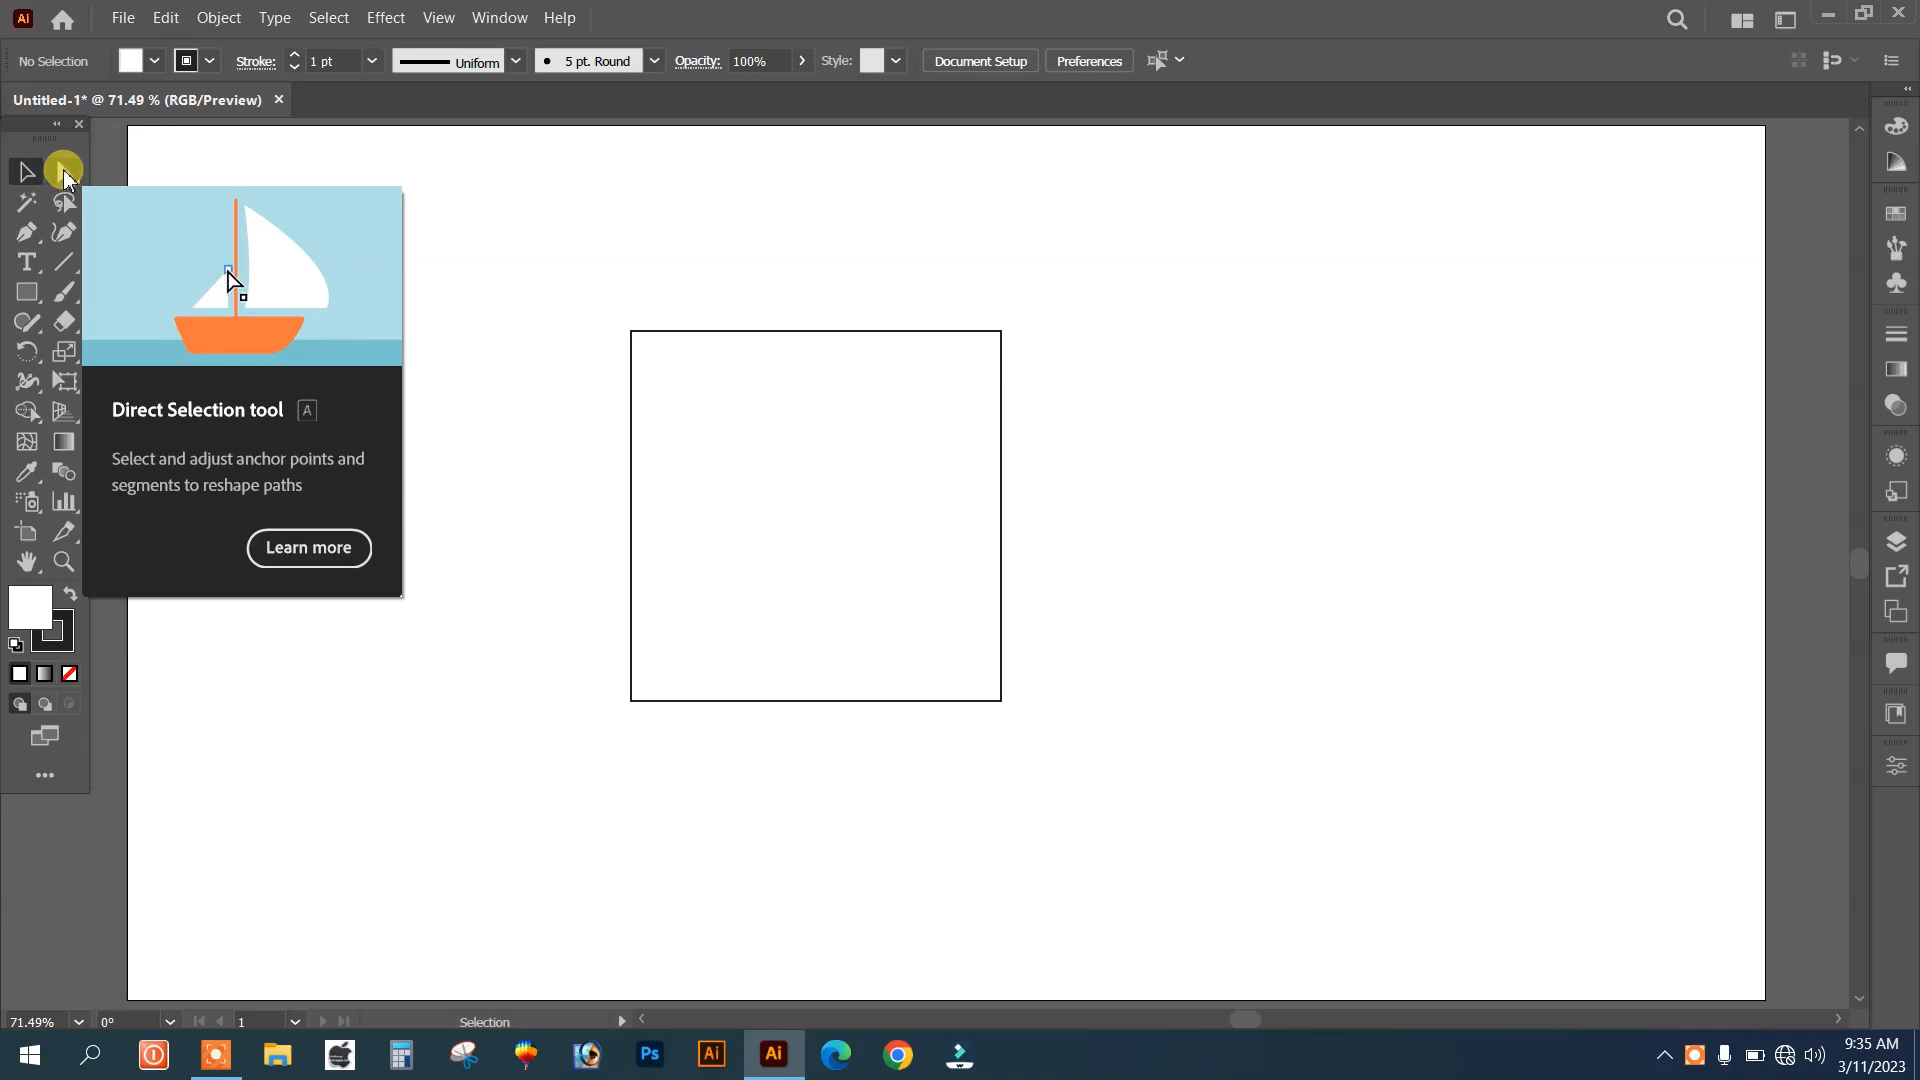 Ai File Edit Object Type Select Effect View Window Help
No Selection Stroke: 1 pt Uniform 5 pt. Round Opacity: 100% Style: Document Setup Preferences
Untitled-1* @ 71.49 % (RGB/Preview)
T
Direct Selection tool A
Select and adjust anchor points and
segments to reshape paths
Learn more
71.49% 0° 1 Selection
Ps Ai Ai
9:35 AM
3/11/2023